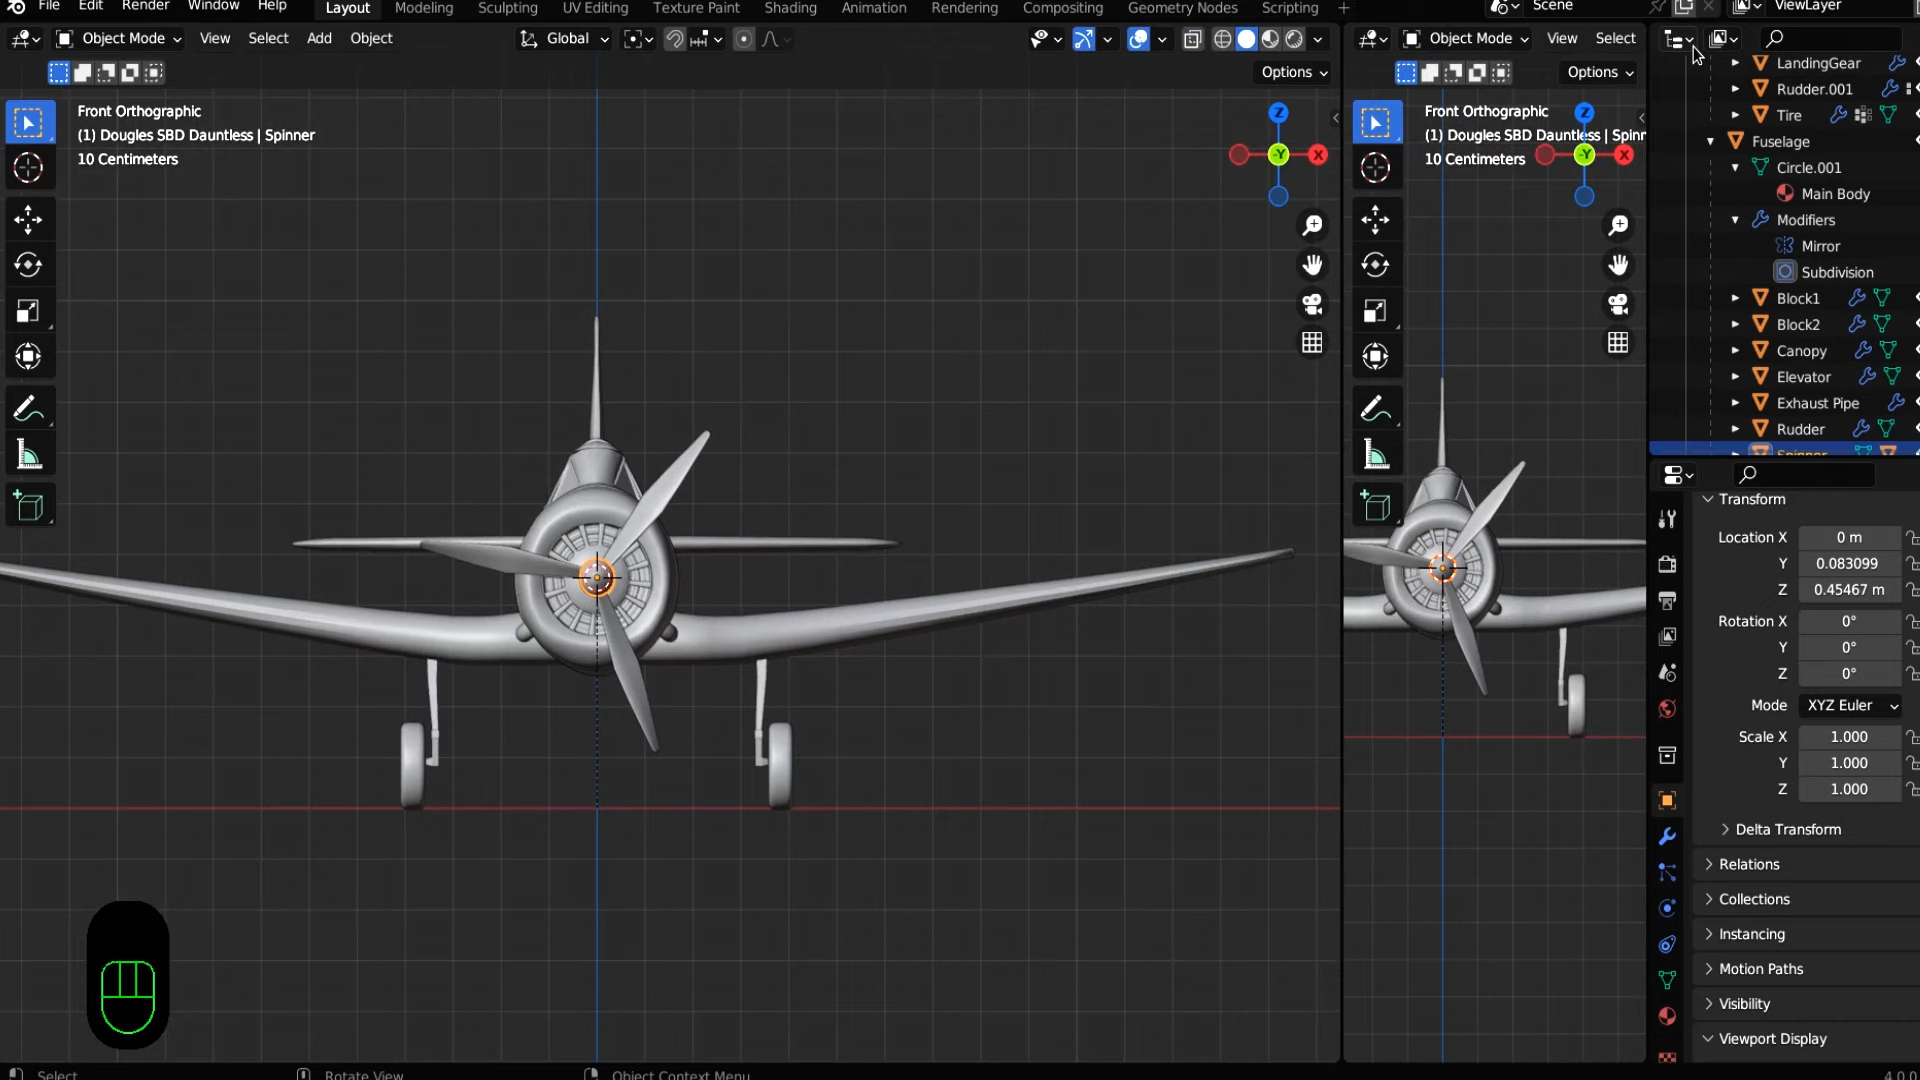 File Edit Render Window Help Layout Modeling Sculpting UV Editing Texture Paint Shading Animation Rendering Compositing Geometry Nodes Scripting Scene ViewLayer
Object Mode View Select Add Object Global Object Mode View Select
Options Options
Front Orthographic
(1) Dougles SBD Dauntless | Spinner
10 Centimeters
Z
-Y
X
Front Orthographic
(1) Dougles SBD Dauntless | Spinn
10 Centimeters
Z
-Y
X
LandingGear
Rudder.001
Tire
Fuselage
Circle.001
Main Body
Modifiers
Mirror
Subdivision
Block1
Block2
Canopy
Elevator
Exhaust Pipe
Rudder
Spinner
Transform
Location X 0 m
Y 0.083099
Z 0.45467 m
Rotation X 0°
Y 0°
Z 0°
Mode XYZ Euler
Scale X 1.000
Y 1.000
Z 1.000
Delta Transform
Relations
Collections
Instancing
Motion Paths
Visibility
Viewport Display
Select Rotate View Object Context Menu 4.0.0